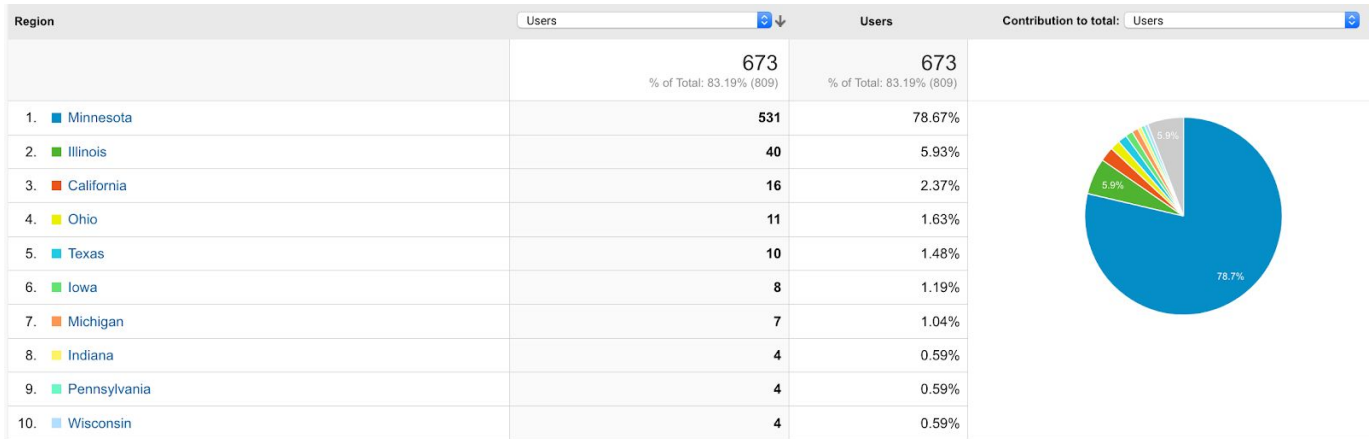 Region Users Users Contribution to total: Users
673 673
% of Total: 83.19% (809) % of Total: 83.19% (809)
1. Minnesota 531 78.67%
2. Illinois 40 5.93%
3. California 16 2.37%
4. Ohio 11 1.63%
5. Texas 10 1.48%
6. Iowa 8 1.19%
7. Michigan 7 1.04%
8. Indiana 4 0.59%
9. Pennsylvania 4 0.59%
10. Wisconsin 4 0.59%
5.9%
5.9%
78.7%